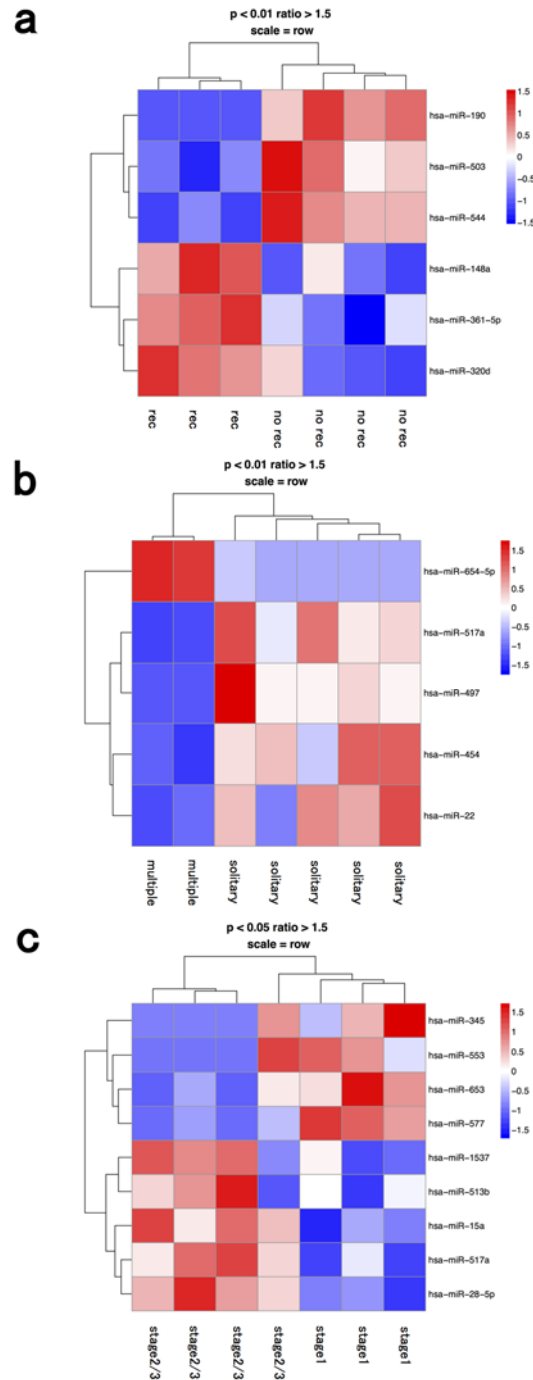 a
p < 0.01 ratio > 1.5
scale = row
hsa-miR-190
hsa-miR-503
hsa-miR-544
hsa-miR-148a
hsa-miR-361-5p
hsa-miR-320d
1.5
1
0.5
0
-0.5
-1
-1.5
rec
rec
rec
no rec
no rec
no rec
no rec
b
p < 0.01 ratio > 1.5
scale = row
hsa-miR-654-5p
hsa-miR-517a
hsa-miR-497
hsa-miR-454
hsa-miR-22
1.5
1
0.5
0
-0.5
-1
-1.5
multiple
multiple
solitary
solitary
solitary
solitary
solitary
c
p < 0.05 ratio > 1.5
scale = row
hsa-miR-345
hsa-miR-553
hsa-miR-653
hsa-miR-577
hsa-miR-1537
hsa-miR-513b
hsa-miR-15a
hsa-miR-517a
hsa-miR-28-5p
1.5
1
0.5
0
-0.5
-1
-1.5
stage2/3
stage2/3
stage2/3
stage2/3
stage1
stage1
stage1